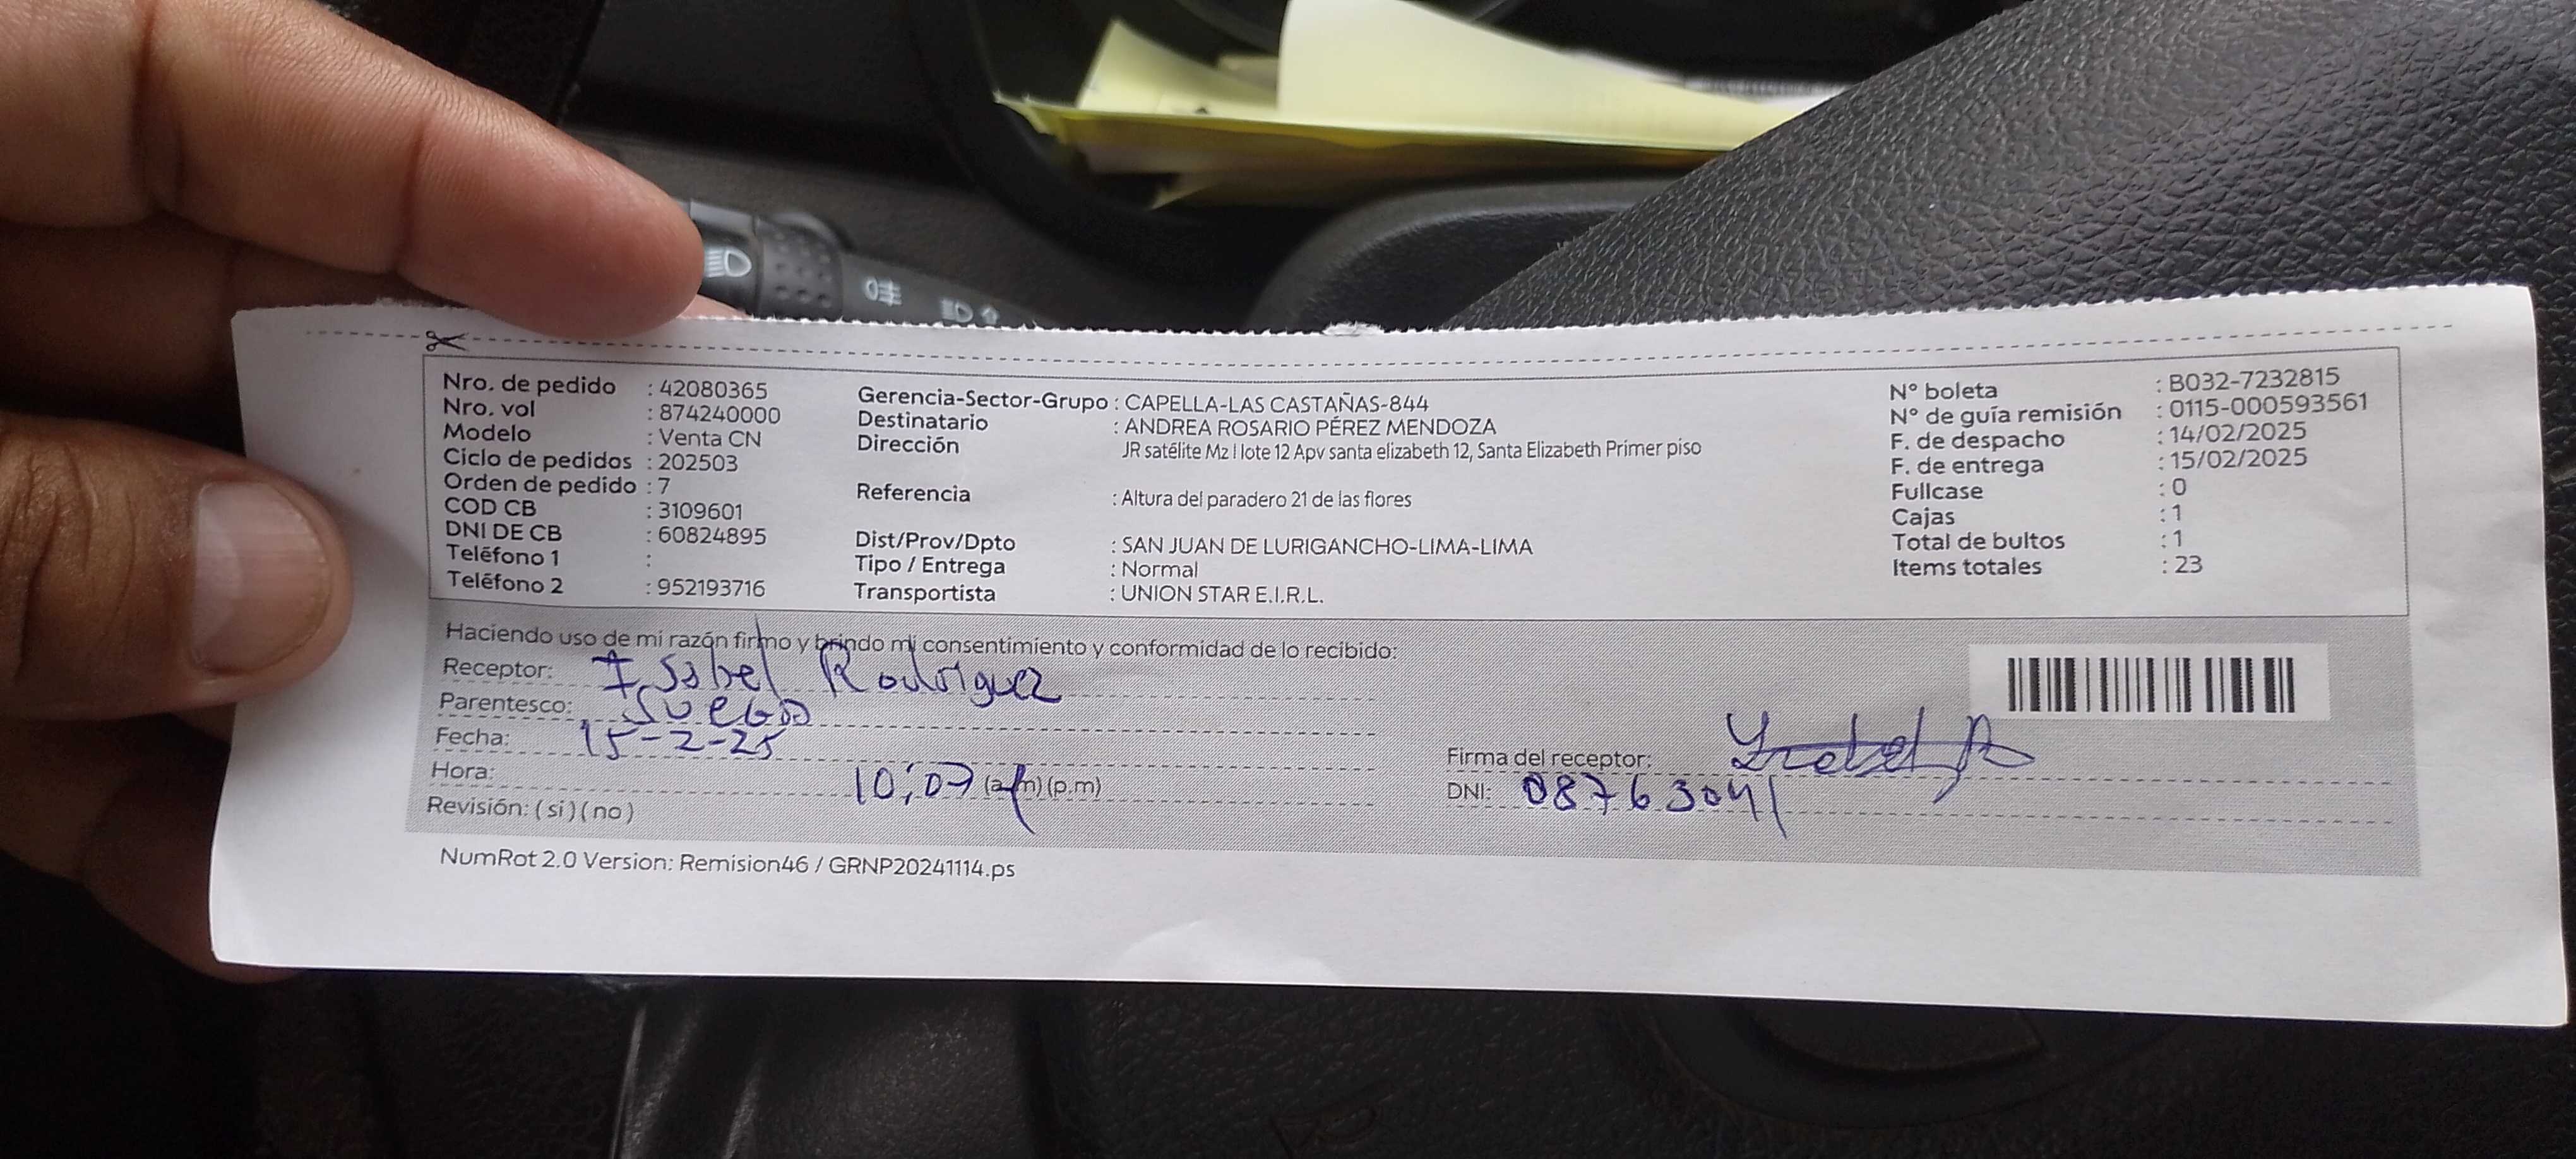 Nro. de pedido : 42080365
Nro. vol : 874240000
Modelo : Venta CN
Ciclo de pedidos : 202503
Orden de pedido : 7
COD CB : 3109601
DNI DE CB : 60824895
Teléfono 1 :
Teléfono 2 : 952193716
Gerencia-Sector-Grupo : CAPELLA-LAS CASTAÑAS-844
Destinatario : ANDREA ROSARIO PÉREZ MENDOZA
Dirección JR satélite Mz I lote 12 Apv santa elizabeth 12, Santa Elizabeth Primer piso
Referencia : Altura del paradero 21 de las flores
Dist/Prov/Dpto : SAN JUAN DE LURIGANCHO-LIMA-LIMA
Tipo / Entrega : Normal
Transportista : UNION STAR E.I.R.L.
N° boleta : B032-7232815
N° de guía remisión : 0115-000593561
F. de despacho : 14/02/2025
F. de entrega : 15/02/2025
Fullcase : 0
Cajas : 1
Total de bultos : 1
Items totales : 23
Haciendo uso de mi razón firmo y brindo mi consentimiento y conformidad de lo recibido:
Receptor: Isabel Rodriguez
Parentesco: Suegra
Fecha: 15-2-25
Hora: 10:07 (a.m) (p.m)
Revisión: ( si ) ( no )
Firma del receptor:
DNI: 08763041
NumRot 2.0 Version: Remision46 / GRNP20241114.ps